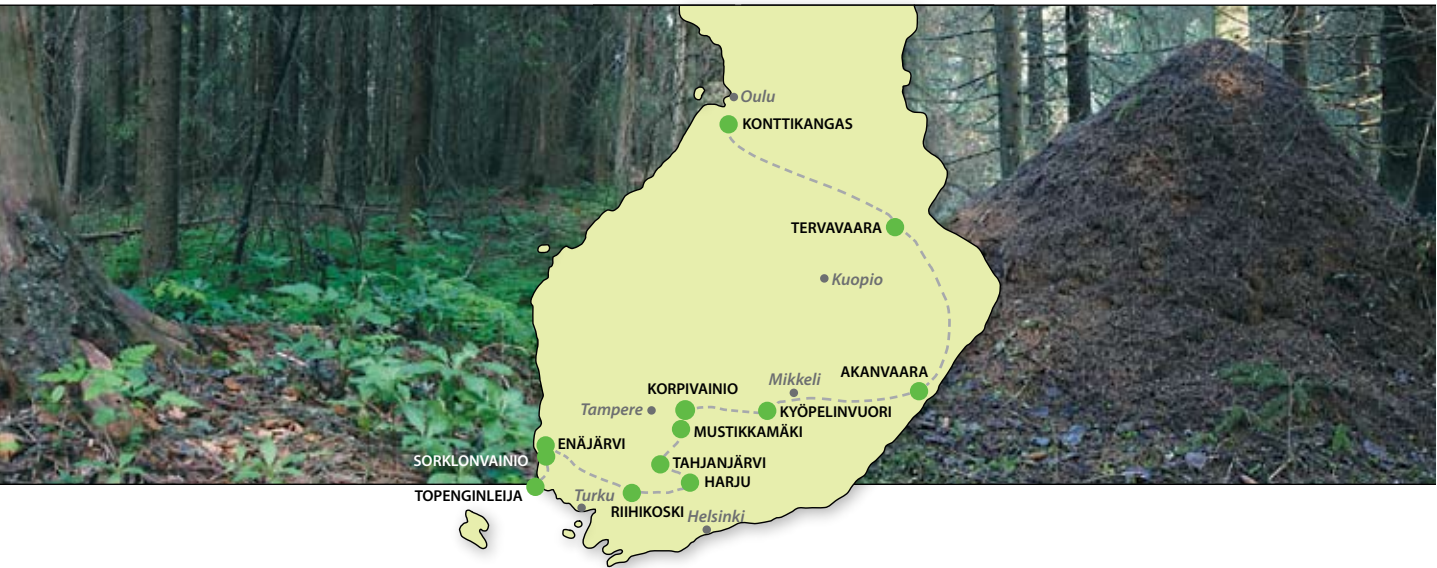 Oulu
KONTTIKANGAS
TERVAVAARA
Kuopio
AKANVAARA
Mikkeli
KORPIVAINIO
Tampere
KYÖPELINVUORI
MUSTIKKAMÄKI
ENÄJÄRVI
SORKLONVAINIO
TAHJANJÄRVI
HARJU
TOPENGINLEIJA
Turku
RIIHIKOSKI
Helsinki